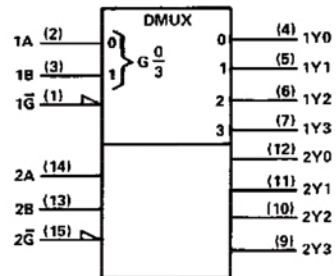 DMUX
1A (2) 0 } G 0/3 0 (4) 1Y0
1B (3) 1 1 (5) 1Y1
1G̅ (1) 2 (6) 1Y2
3 (7) 1Y3
(12) 2Y0
2A (14) (11) 2Y1
2B (13) (10) 2Y2
2G̅ (15) (9) 2Y3